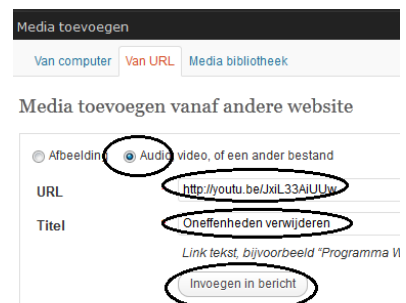 Media toevoegen
Van computer Van URL Media bibliotheek
Media toevoegen vanaf andere website
Afbeelding Audio, video, of een ander bestand
URL http://youtu.be/JxiL33AiUUw
Titel Oneffenheden verwijderen
Link tekst, bijvoorbeeld "Programma W
Invoegen in bericht